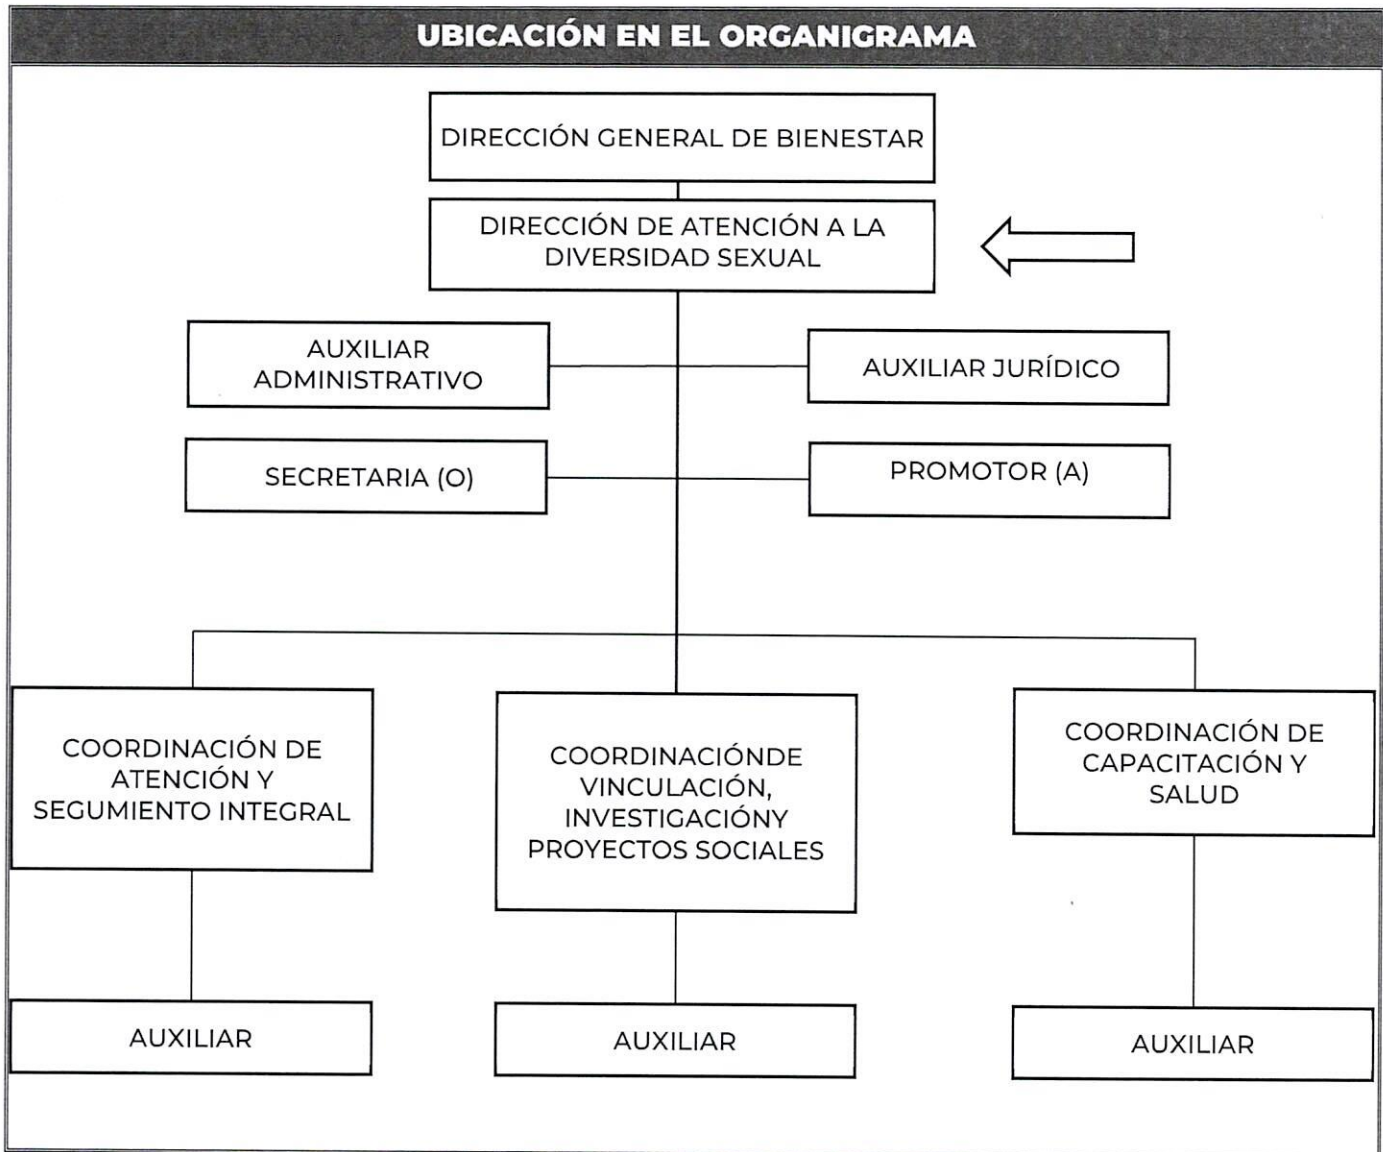 UBICACIÓN EN EL ORGANIGRAMA
DIRECCIÓN GENERAL DE BIENESTAR
DIRECCIÓN DE ATENCIÓN A LA
DIVERSIDAD SEXUAL
AUXILIAR
ADMINISTRATIVO
AUXILIAR JURÍDICO
SECRETARIA (O)
PROMOTOR (A)
COORDINACIÓN DE
ATENCIÓN Y
SEGUMIENTO INTEGRAL
COORDINACIÓNDE
VINCULACIÓN,
INVESTIGACIÓNY
PROYECTOS SOCIALES
COORDINACIÓN DE
CAPACITACIÓN Y
SALUD
AUXILIAR
AUXILIAR
AUXILIAR